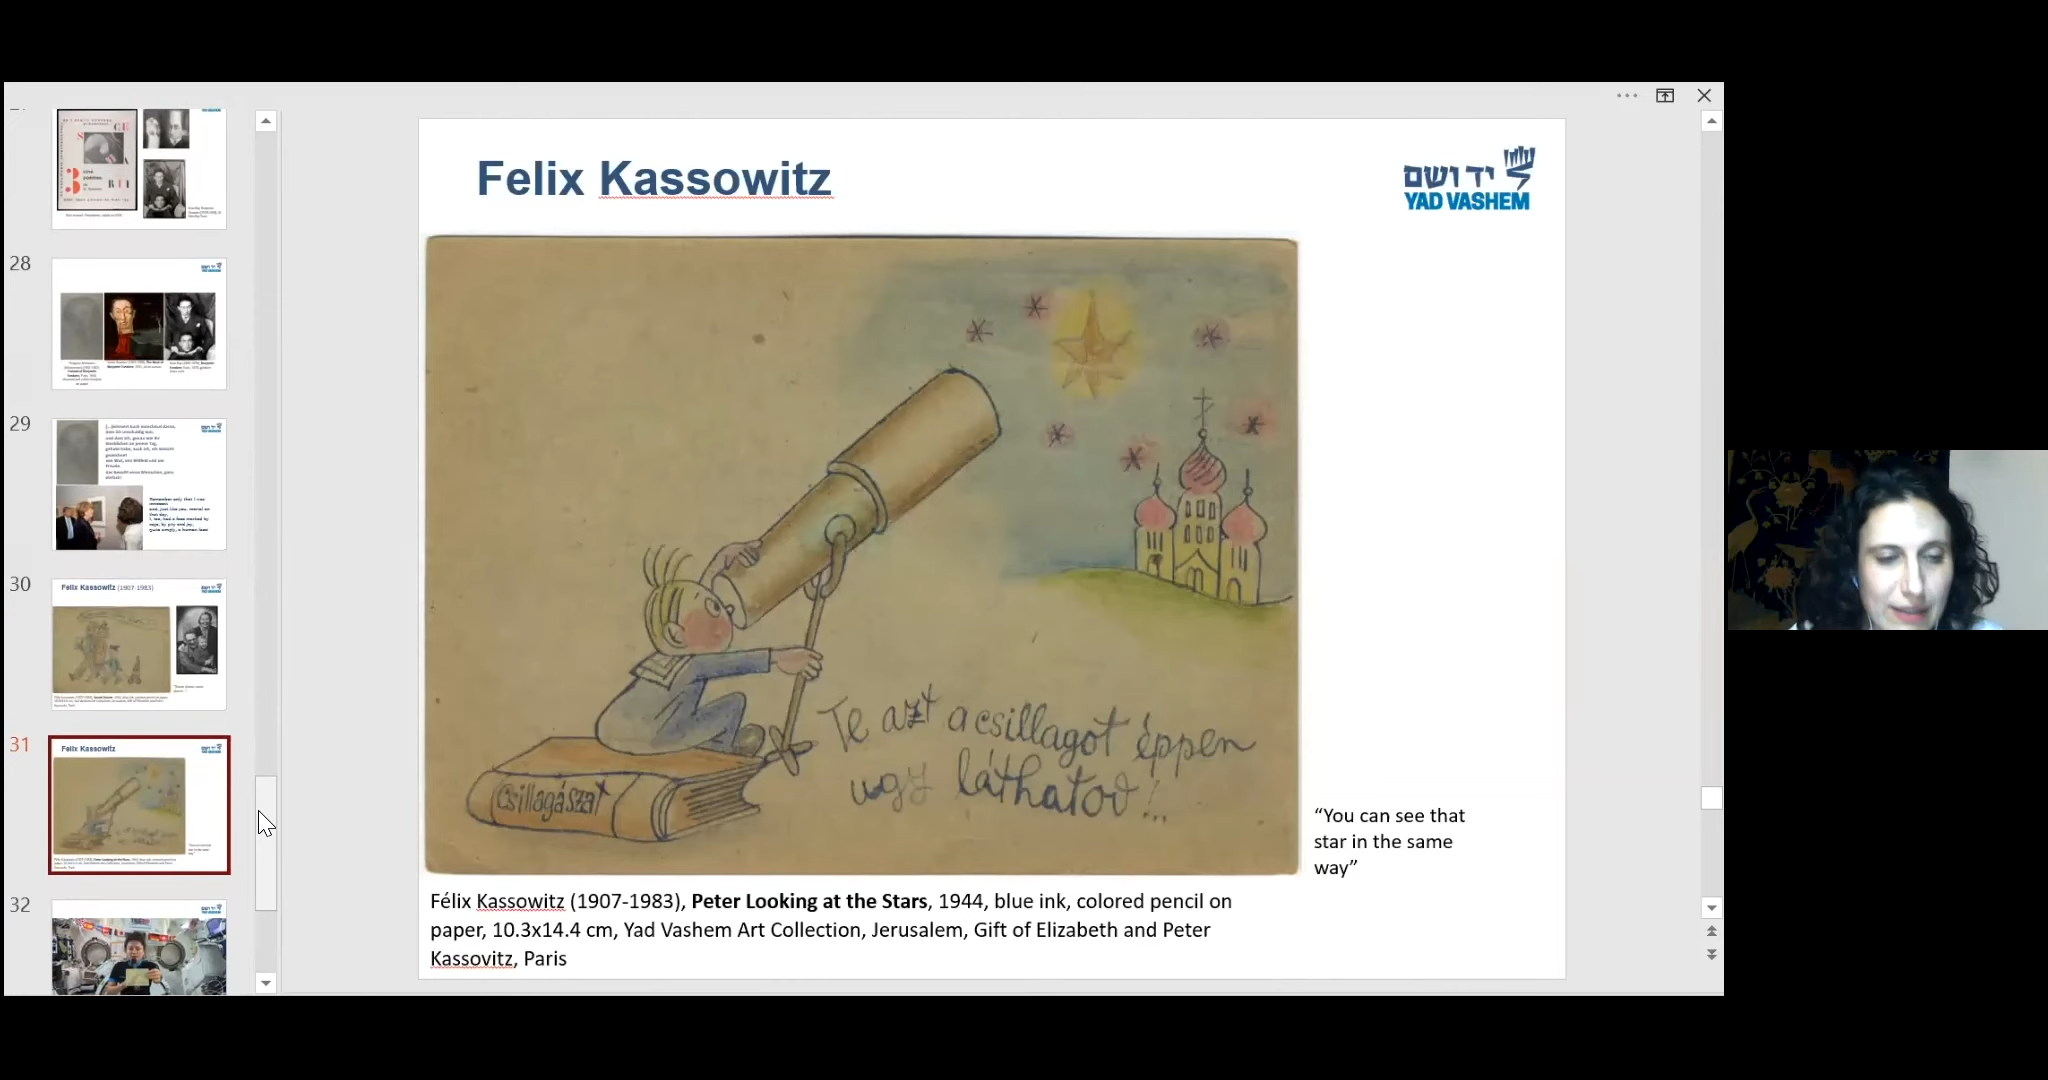 28
29
30
Felix Kassowitz (1907-1983)
31
Felix Kassowitz
32
Felix Kassowitz
יד ושם
YAD VASHEM
Te azt a csillagot éppen
ugy láthatod!...
Csillagászat
“You can see that
star in the same
way”
Félix Kassowitz (1907-1983), Peter Looking at the Stars, 1944, blue ink, colored pencil on
paper, 10.3x14.4 cm, Yad Vashem Art Collection, Jerusalem, Gift of Elizabeth and Peter
Kassovitz, Paris